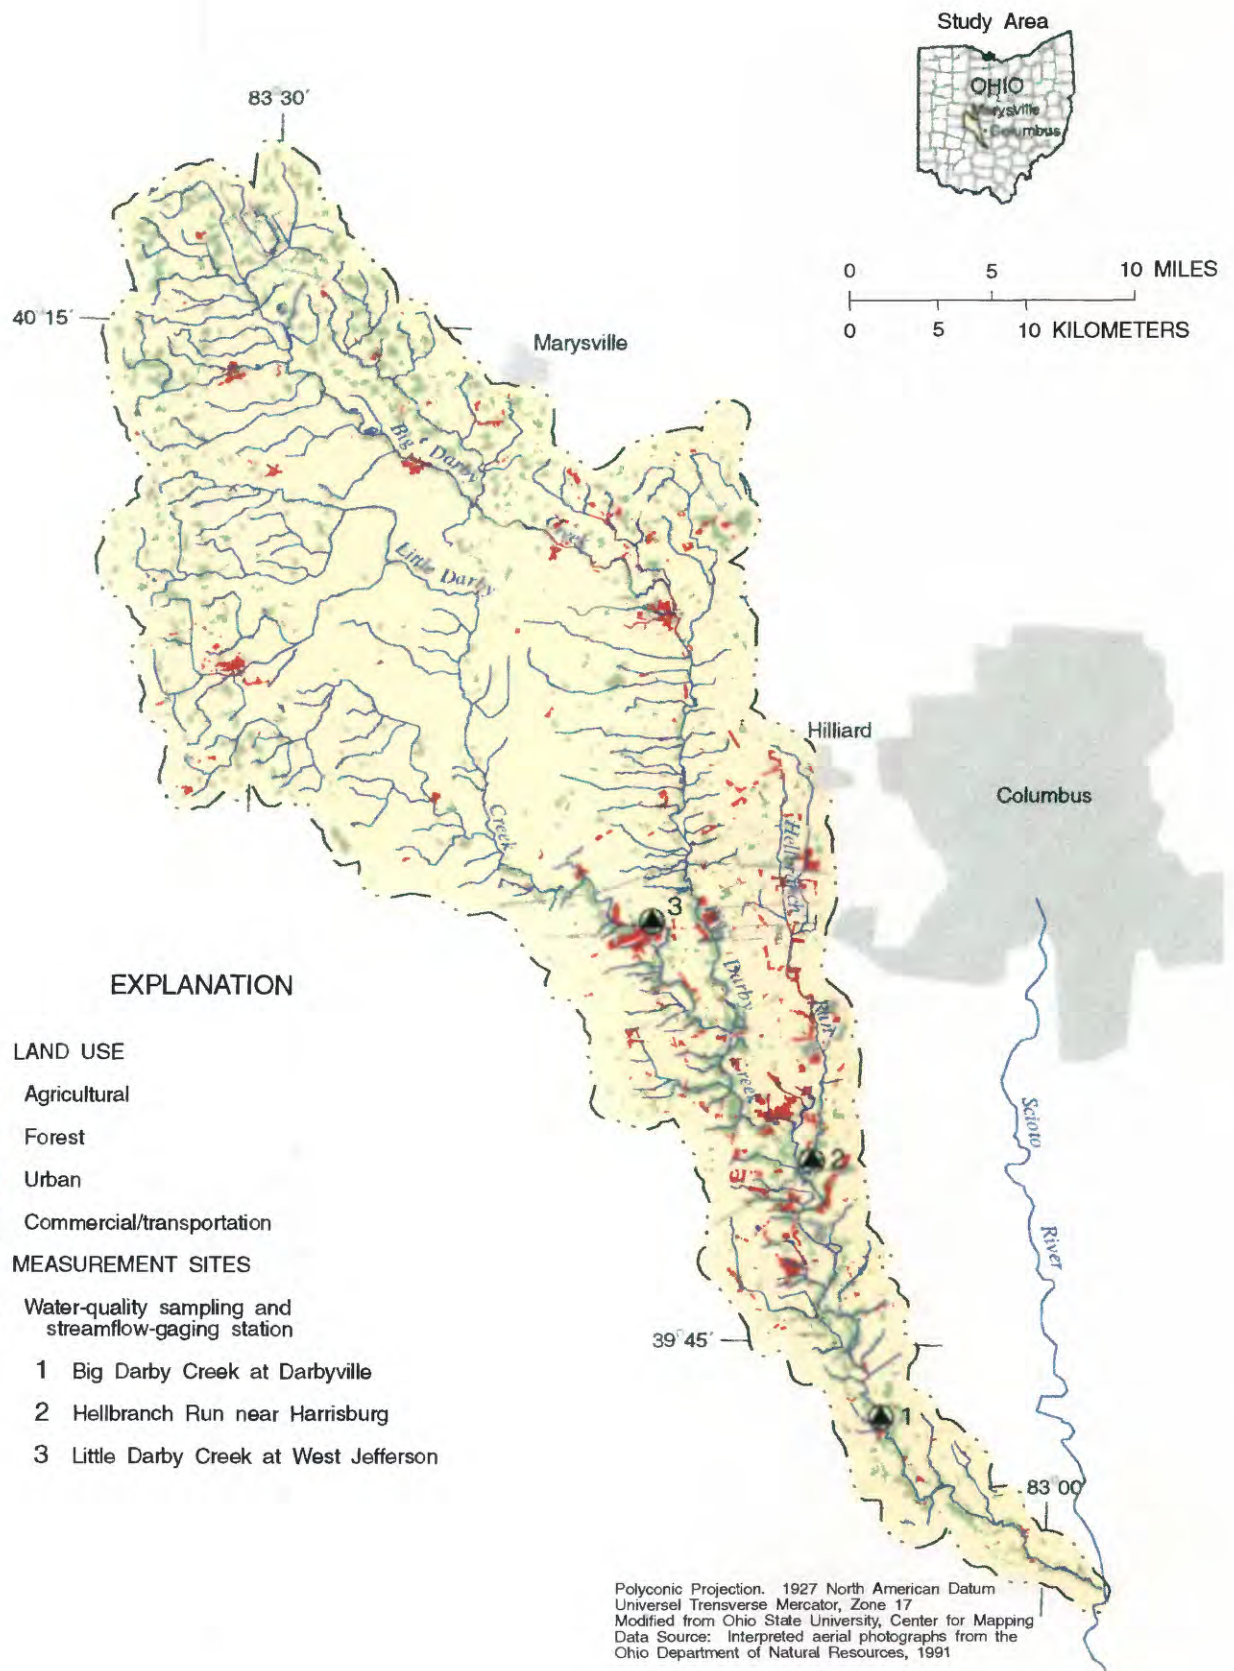 Study Area
OHIO
Marysville
Columbus
83 30'
0 5 10 MILES
0 5 10 KILOMETERS
40 15'
Marysville
Big Darby
Creek
Little Darby
Creek
Hilliard
Columbus
Hellbranch
Run
3
Darby
Creek
2
Scioto
River
EXPLANATION
LAND USE
Agricultural
Forest
Urban
Commercial/transportation
MEASUREMENT SITES
Water-quality sampling and
streamflow-gaging station
1 Big Darby Creek at Darbyville
2 Hellbranch Run near Harrisburg
3 Little Darby Creek at West Jefferson
39 45'
1
83 00
Polyconic Projection. 1927 North American Datum
Universel Trensverse Mercator, Zone 17
Modified from Ohio State University, Center for Mapping
Data Source: Interpreted aerial photographs from the
Ohio Department of Natural Resources, 1991